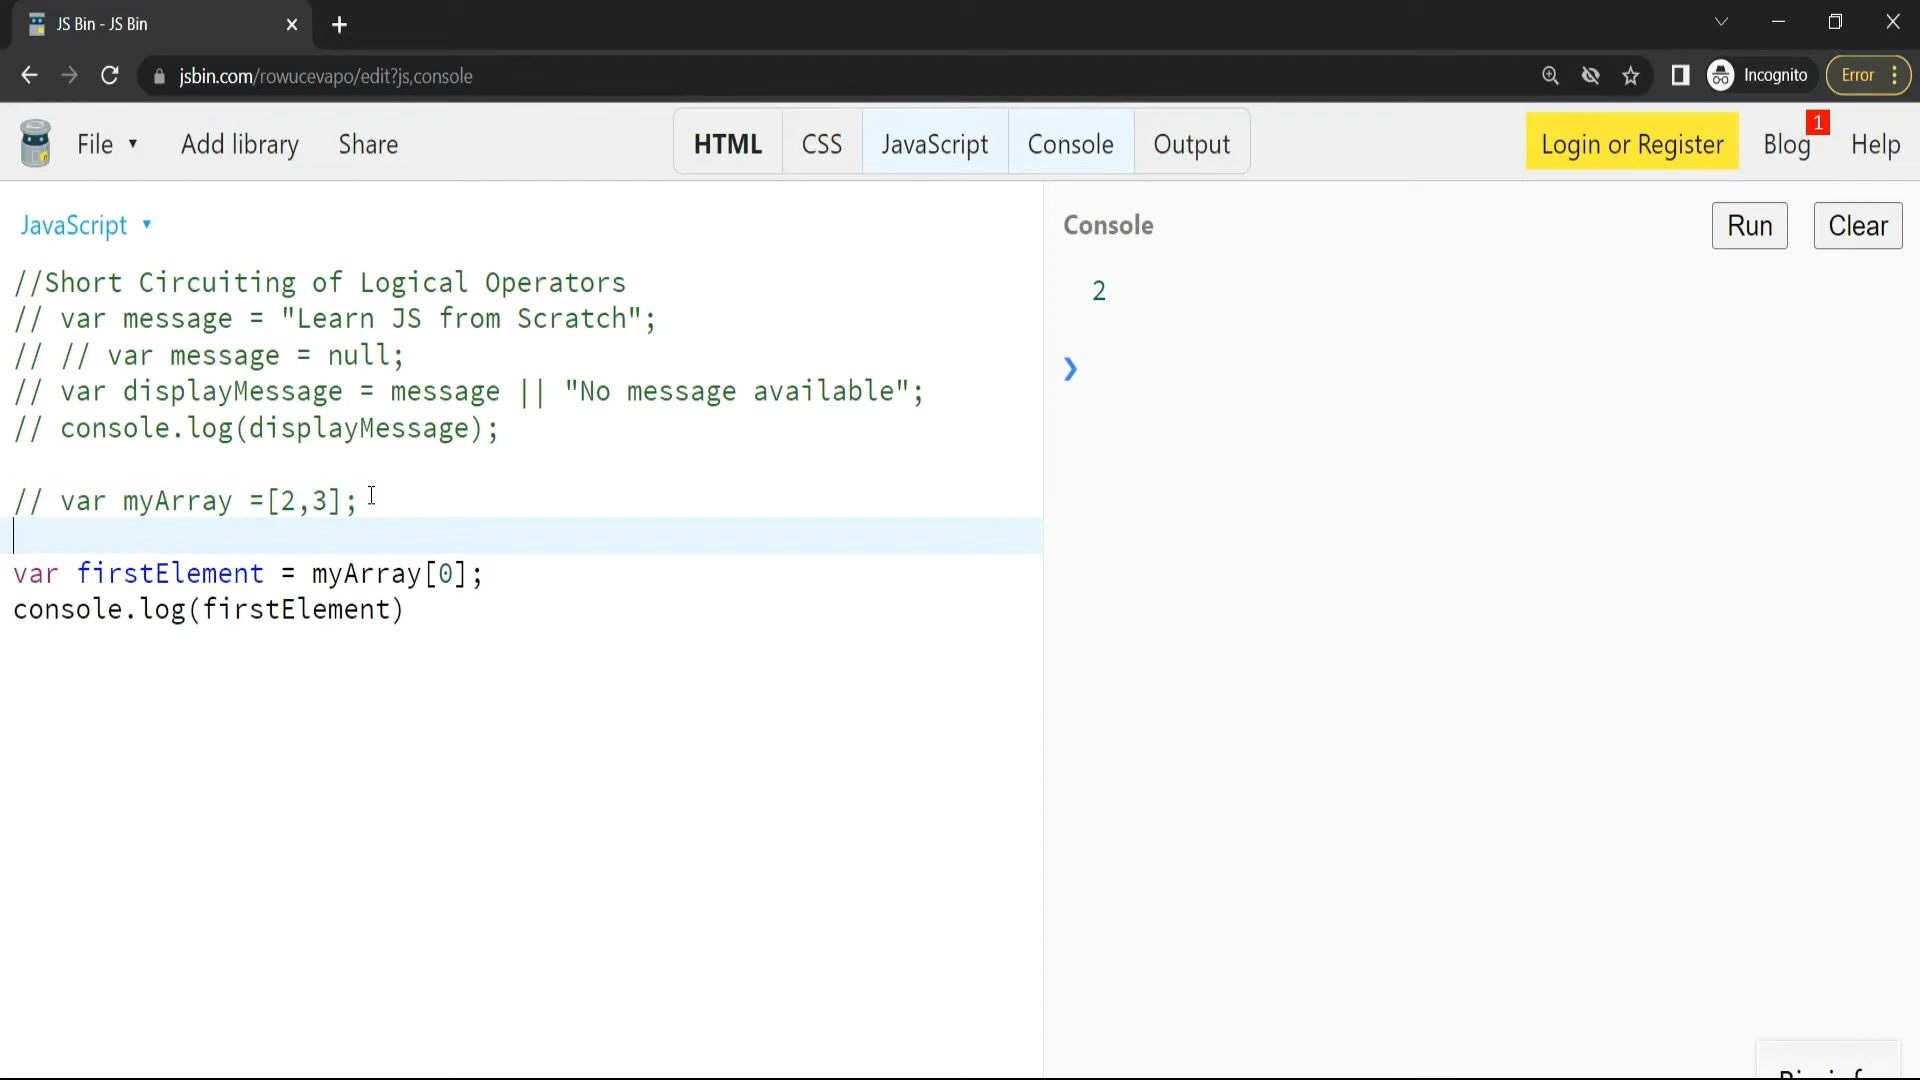 JS Bin - JS Bin
jsbin.com/rowucevapo/edit?js,console
Incognito
Error
File
Add library
Share
HTML
CSS
JavaScript
Console
Output
Login or Register
Blog
1
Help
JavaScript
//Short Circuiting of Logical Operators
// var message = "Learn JS from Scratch";
// // var message = null;
// var displayMessage = message || "No message available";
// console.log(displayMessage);
// var myArray =[2,3];
var firstElement = myArray[0];
console.log(firstElement)
Console
Run
Clear
2